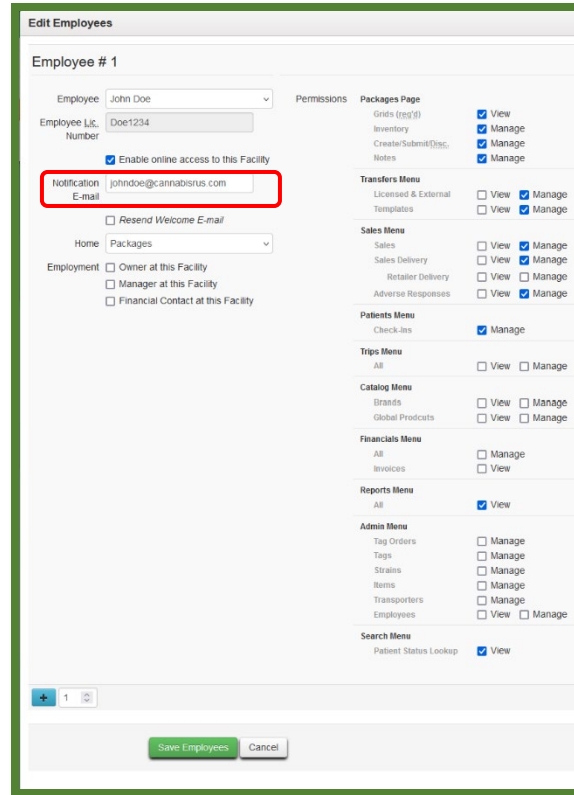 Edit Employees
Employee # 1
Employee John Doe
Employee Lic. Number Doe1234
Enable online access to this Facility
Notification E-mail johndoe@cannabisrus.com
Resend Welcome E-mail
Home Packages
Employment Owner at this Facility
Manager at this Facility
Financial Contact at this Facility
Permissions Packages Page
Grids (req'd) View
Inventory Manage
Create/Submit/Disc. Manage
Notes Manage
Transfers Menu
Licensed & External View Manage
Templates View Manage
Sales Menu
Sales View Manage
Sales Delivery View Manage
Retailer Delivery View Manage
Adverse Responses View Manage
Patients Menu
Check-Ins Manage
Trips Menu
All View Manage
Catalog Menu
Brands View Manage
Global Prodcuts View Manage
Financials Menu
All Manage
Invoices View
Reports Menu
All View
Admin Menu
Tag Orders Manage
Tags Manage
Strains Manage
Items Manage
Transporters Manage
Employees View Manage
Search Menu
Patient Status Lookup View
+ 1
Save Employees Cancel